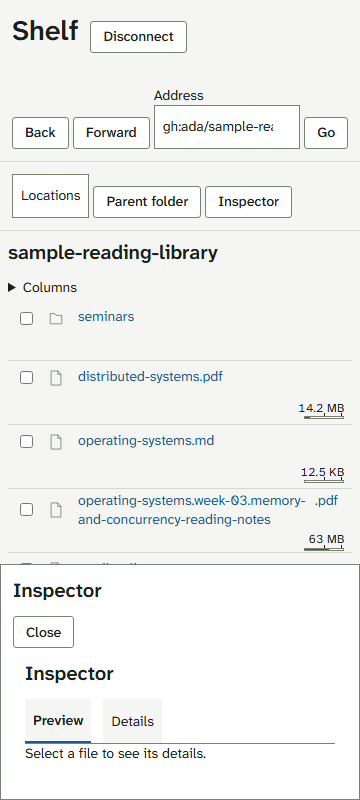 Shelf
Disconnect
Address
Back
Forward
gh:ada/sample-rea
Go
Locations
Parent folder
Inspector
sample-reading-library
Columns
seminars
distributed-systems.pdf
14.2 MB
operating-systems.md
12.5 KB
operating-systems.week-03.memory- .pdf
and-concurrency-reading-notes
63 MB
Inspector
Close
Inspector
Preview
Details
Select a file to see its details.